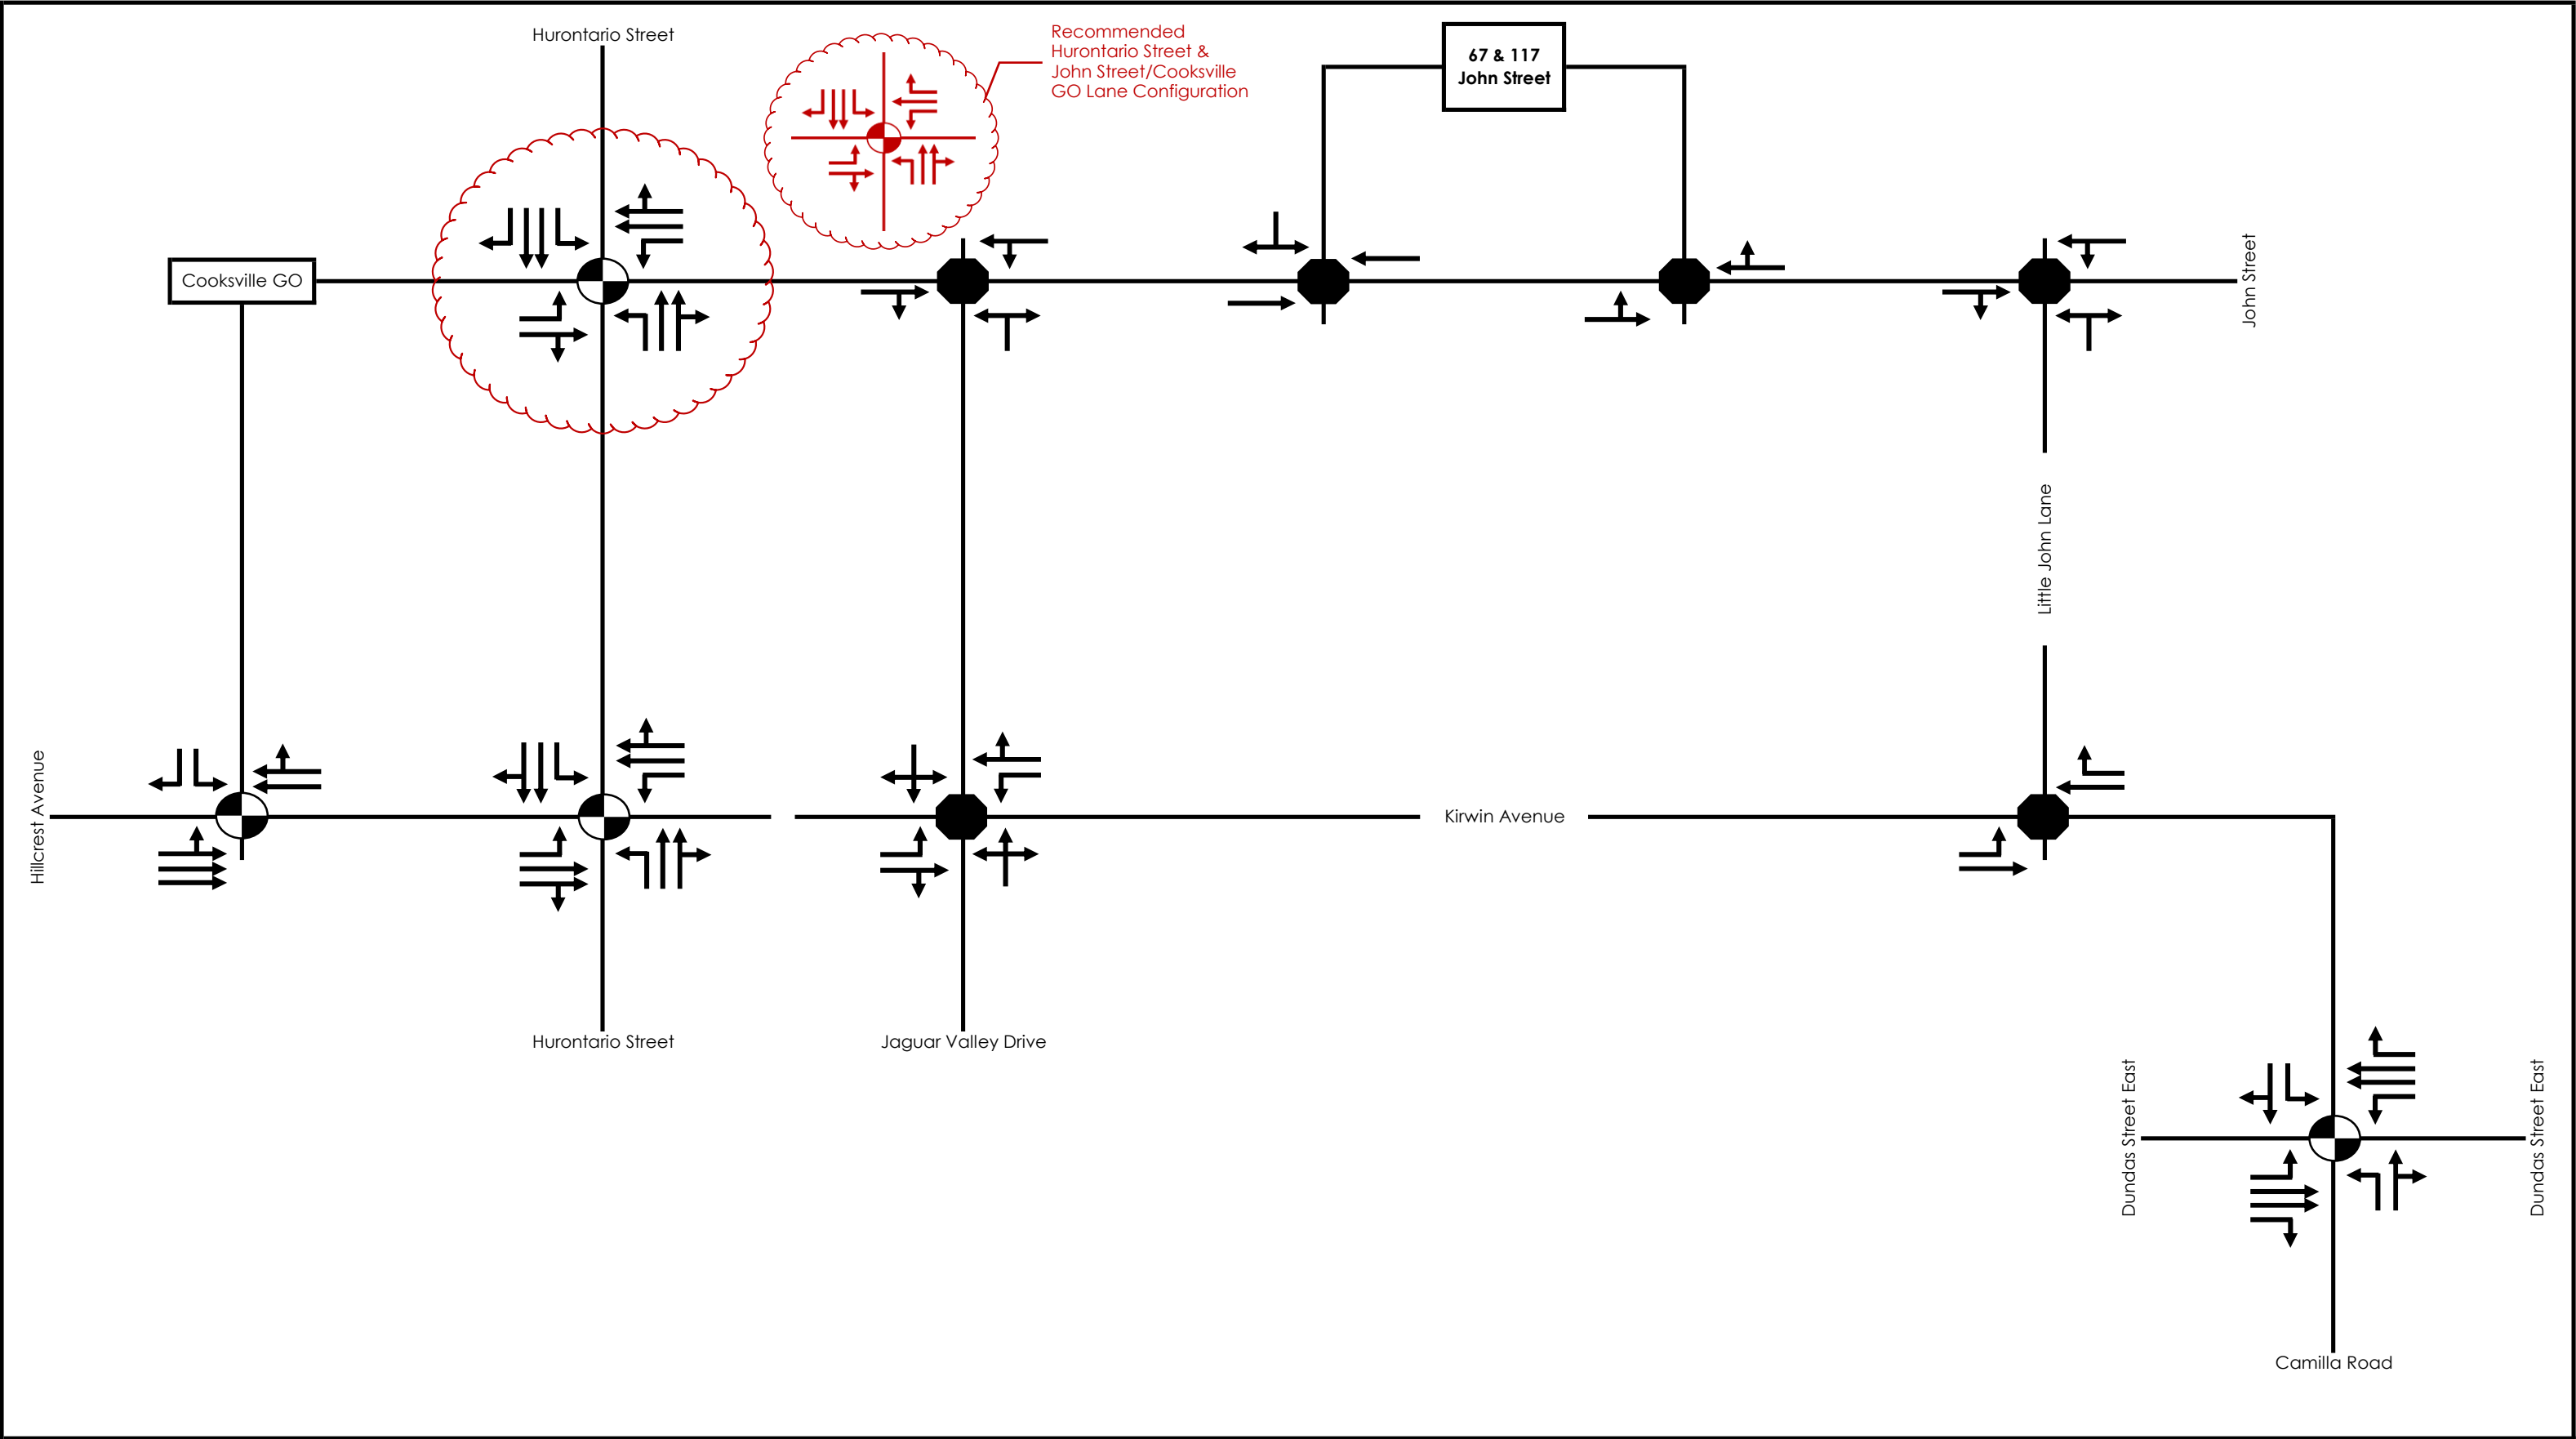 Hurontario Street
Recommended
Hurontario Street &
John Street/Cooksville
GO Lane Configuration
67 & 117
John Street
Cooksville GO
John Street
Little John Lane
Hillcrest Avenue
Kirwin Avenue
Hurontario Street
Jaguar Valley Drive
Dundas Street East
Dundas Street East
Camilla Road